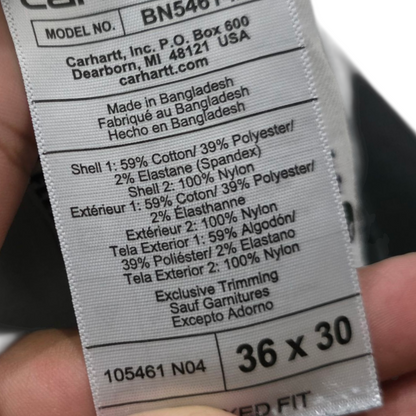 MODEL NO. BN5461
Carhartt, Inc. P.O. Box 600
Dearborn, MI 48121 USA
carhartt.com
Made in Bangladesh
Fabriqué au Bangladesh
Hecho en Bangladesh
Shell 1: 59% Cotton/ 39% Polyester/
2% Elastane (Spandex)
Shell 2: 100% Nylon
Extérieur 1: 59% Coton/ 39% Polyester/
2% Élasthanne
Extérieur 2: 100% Nylon
Tela Exterior 1: 59% Algodón/
39% Poliéster/ 2% Elastano
Tela Exterior 2: 100% Nylon
Exclusive Trimming
Sauf Garnitures
Excepto Adorno
105461 N04 36 x 30
FIT